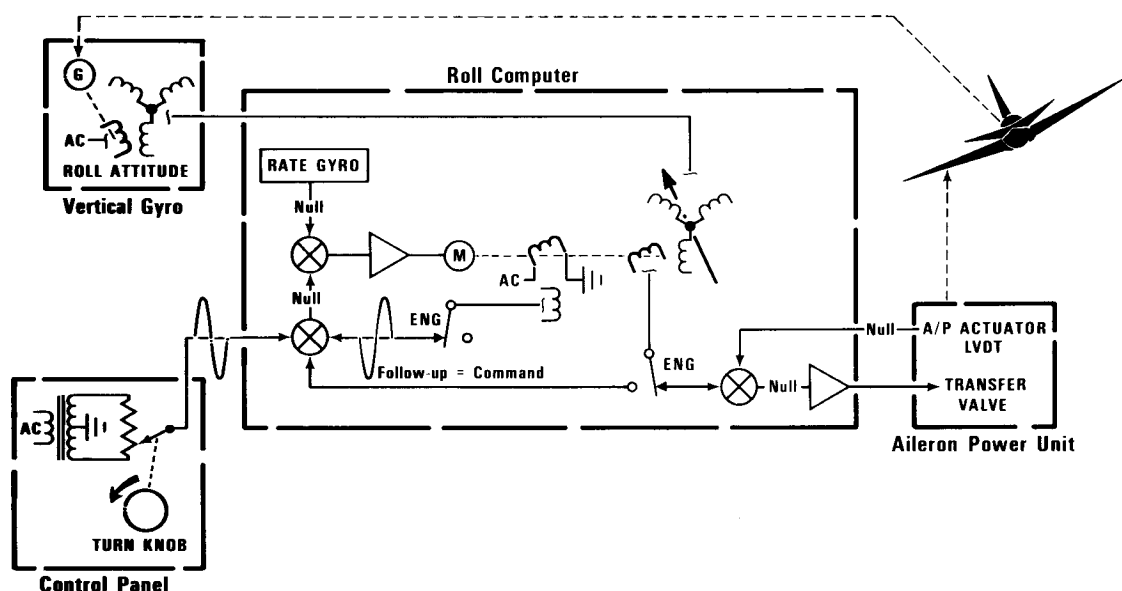 G
AC
ROLL ATTITUDE
Vertical Gyro
Roll Computer
RATE GYRO
Null
M
AC
Null
ENG
Follow-up = Command
ENG
Null
Null
A/P ACTUATOR
LVDT
TRANSFER
VALVE
Aileron Power Unit
AC
TURN KNOB
Control Panel